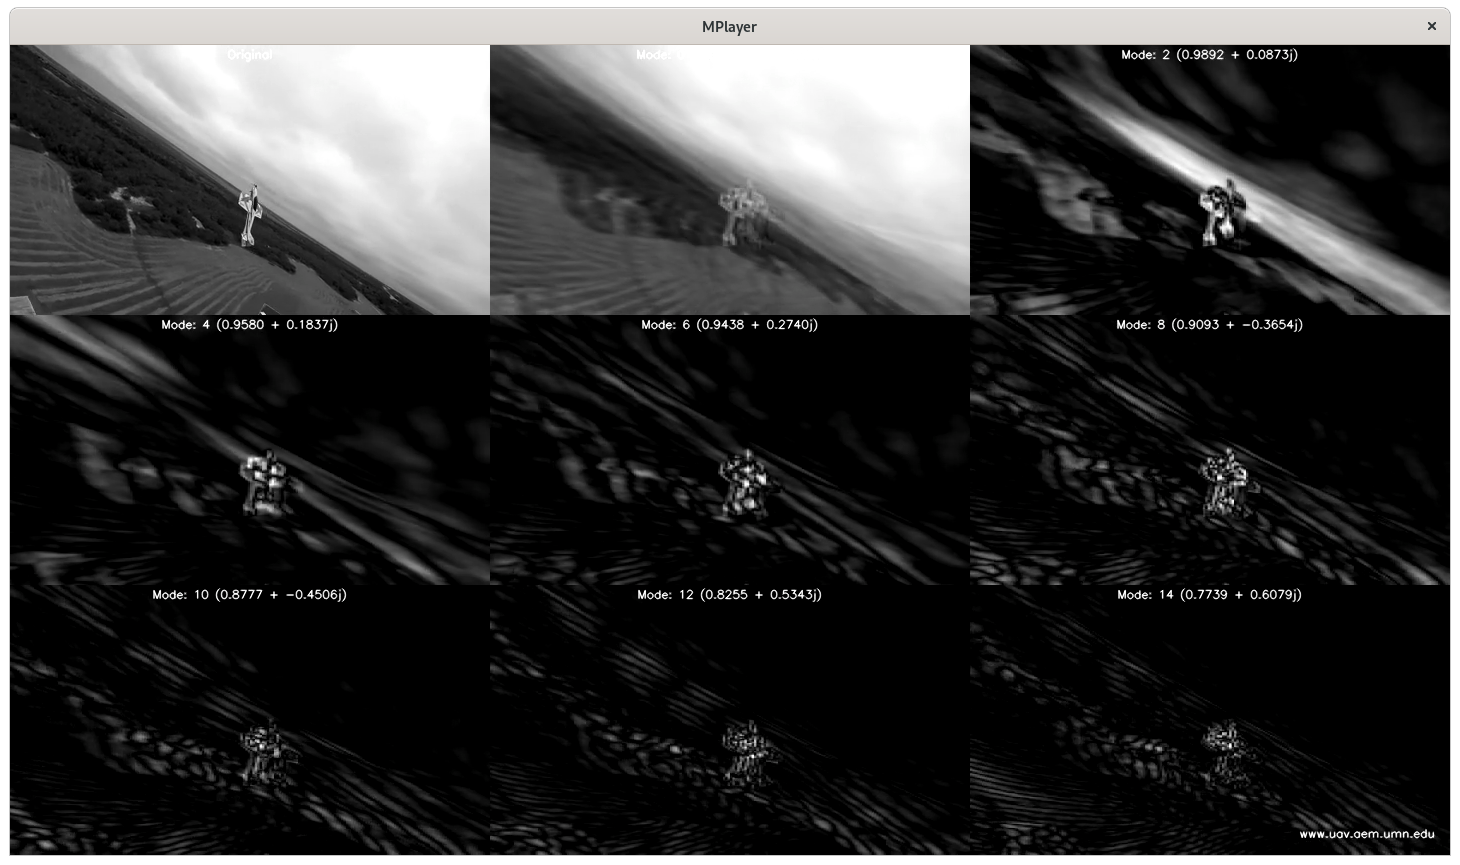 MPlayer
Original
Mode:
Mode: 2 (0.9892 + 0.0873j)
Mode: 4 (0.9580 + 0.1837j)
Mode: 6 (0.9438 + 0.2740j)
Mode: 8 (0.9093 + -0.3654j)
Mode: 10 (0.8777 + -0.4506j)
Mode: 12 (0.8255 + 0.5343j)
Mode: 14 (0.7739 + 0.6079j)
www.uav.aem.umn.edu